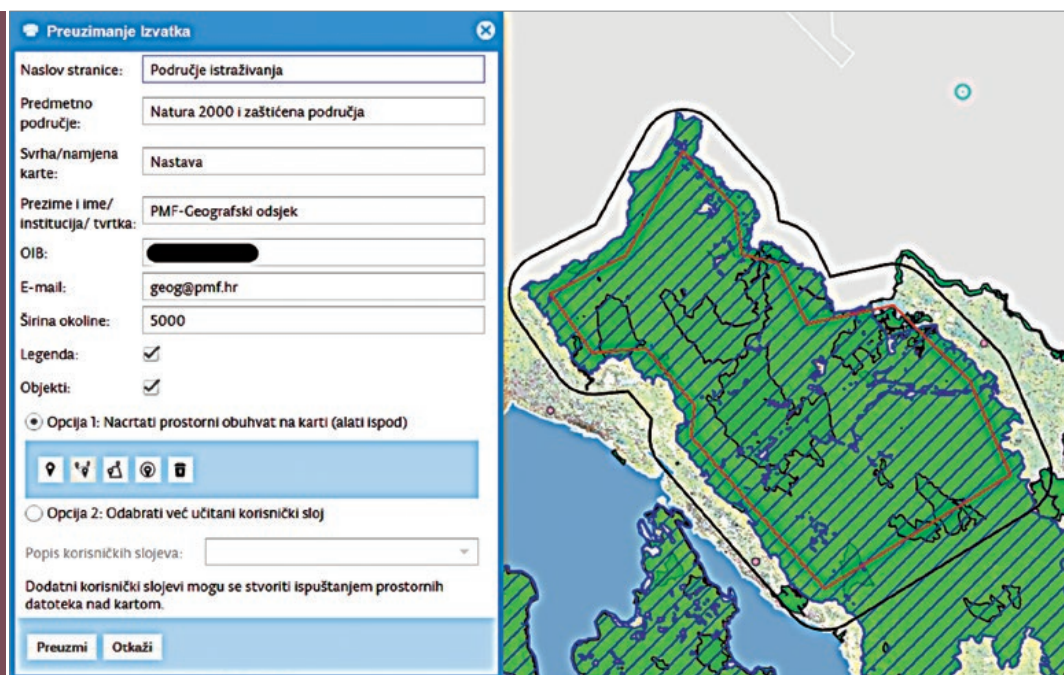 Preuzimanje Izvatka
Naslov stranice: Područje istraživanja
Predmetno
područje: Natura 2000 i zaštićena područja
Svrha/namjena
karte: Nastava
Prezime i ime/
institucija/ tvrtka: PMF-Geografski odsjek
OIB:
E-mail: geog@pmf.hr
Širina okoline: 5000
Legenda:
Objekti:
Opcija 1: Nacrtati prostorni obuhvat na karti (alati ispod)
Opcija 2: Odabrati već učitani korisnički sloj
Popis korisničkih slojeva:
Dodatni korisnički slojevi mogu se stvoriti ispuštanjem prostornih
datoteka nad kartom.
Preuzmi Otkaži